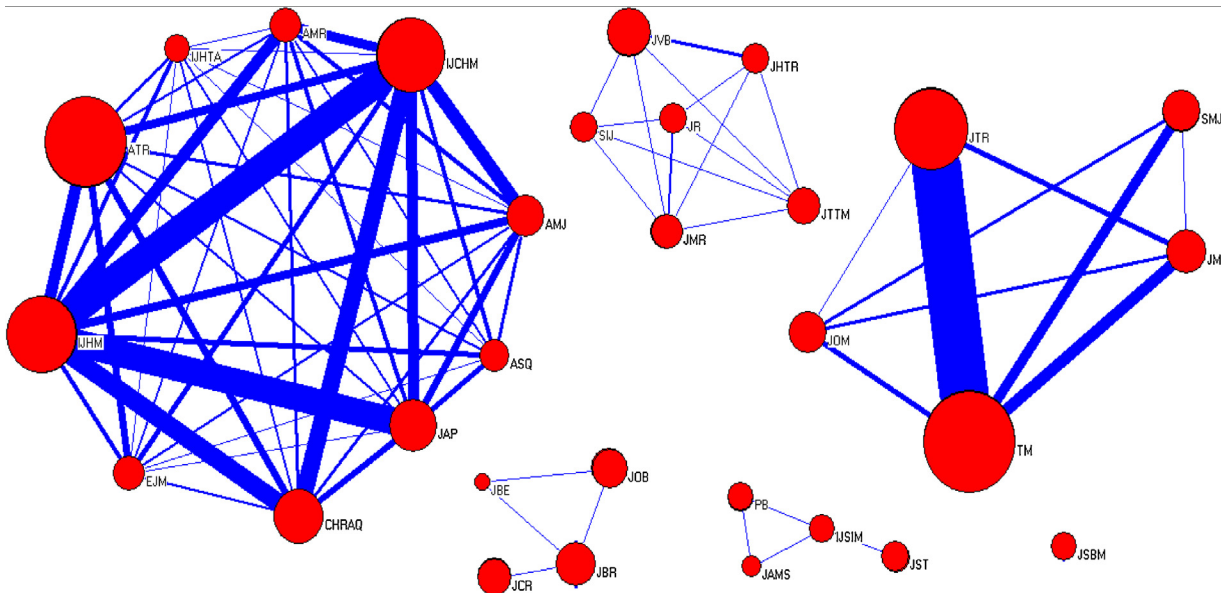 AMR
IJHTA
IJCHM
ATR
AMJ
IJHM
ASQ
JAP
EJM
CHRAQ
JVB
JHTR
SIJ
JR
JTTM
JMR
JTR
SMJ
JM
JOM
TM
JBE
JOB
JCR
JBR
PB
IJSIM
JAMS
JST
JSBM